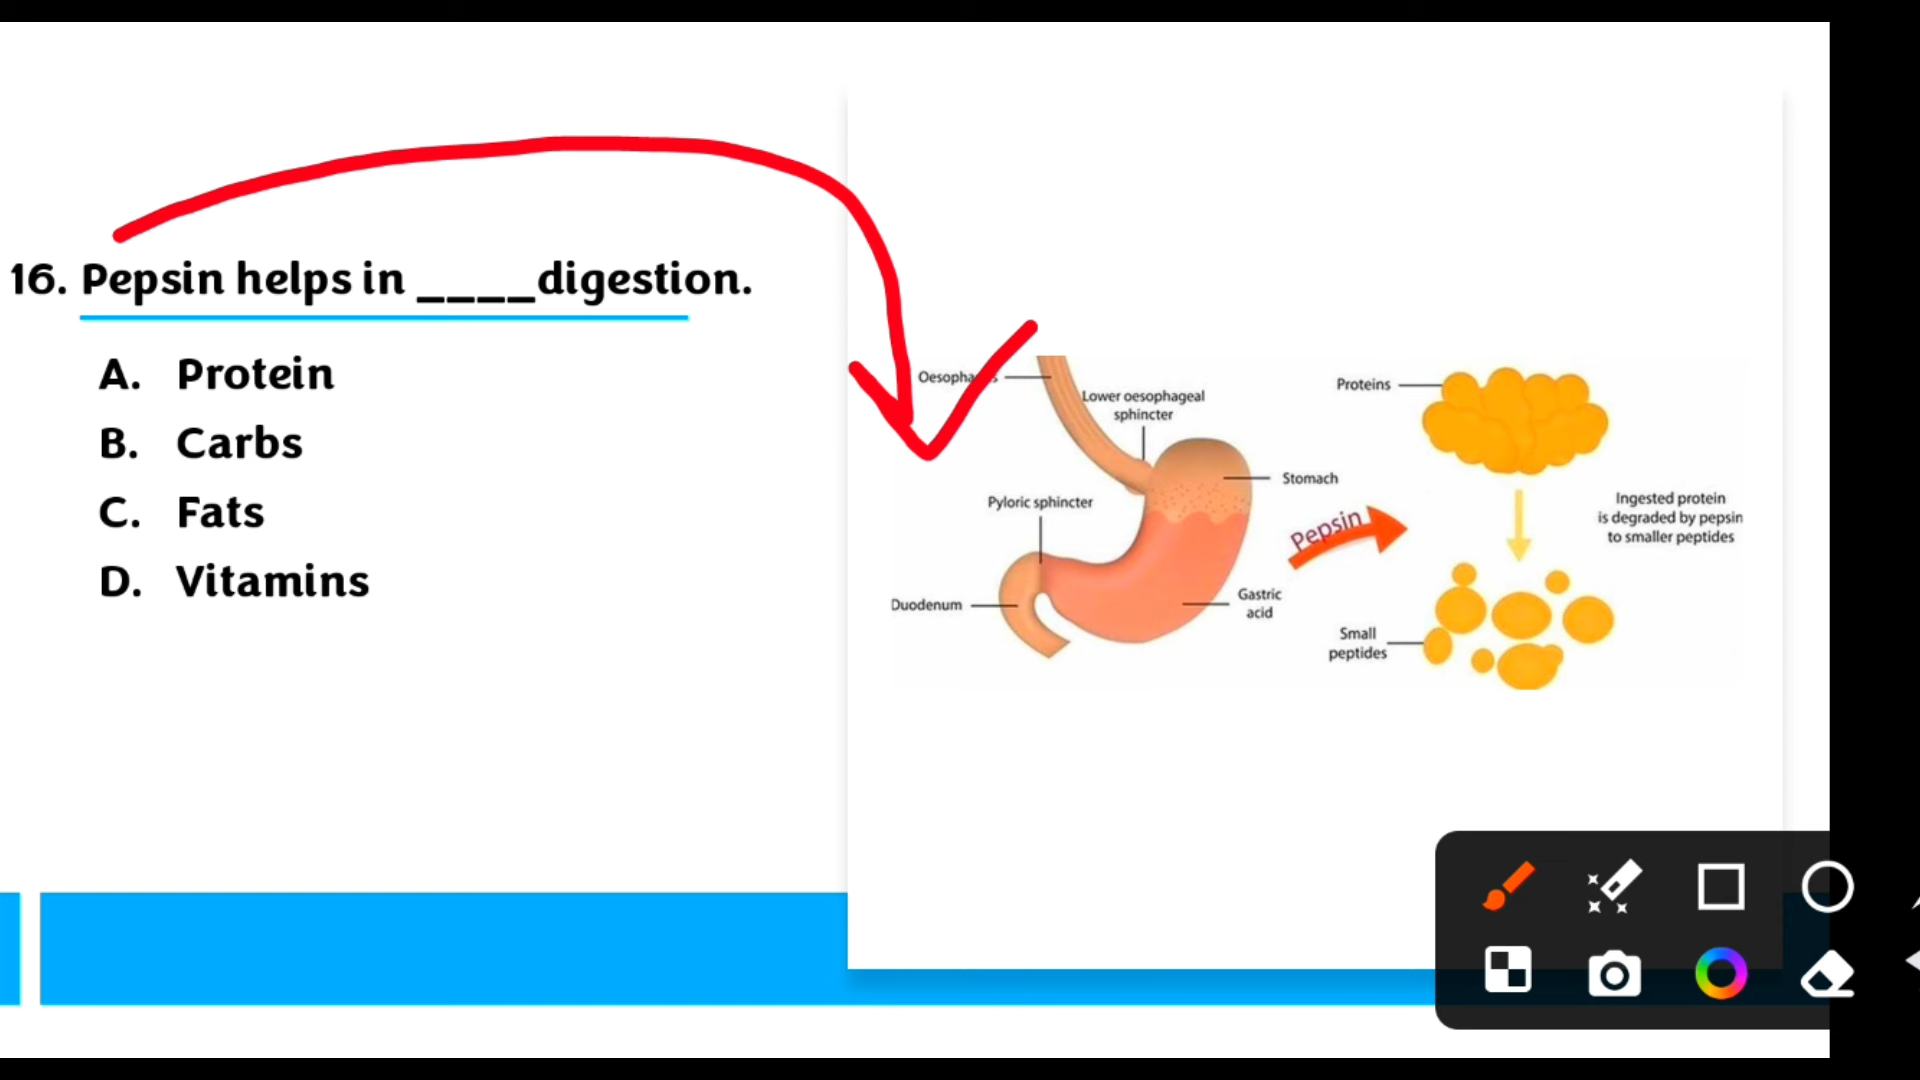 16. Pepsin helps in ____digestion.
A. Protein
B. Carbs
C. Fats
D. Vitamins
Lower oesophageal
sphincter
Pyloric sphincter
Duodenum
Stomach
Gastric
acid
Pepsin
Proteins
Ingested protein
is degraded by pepsin
to smaller peptides
Small
peptides